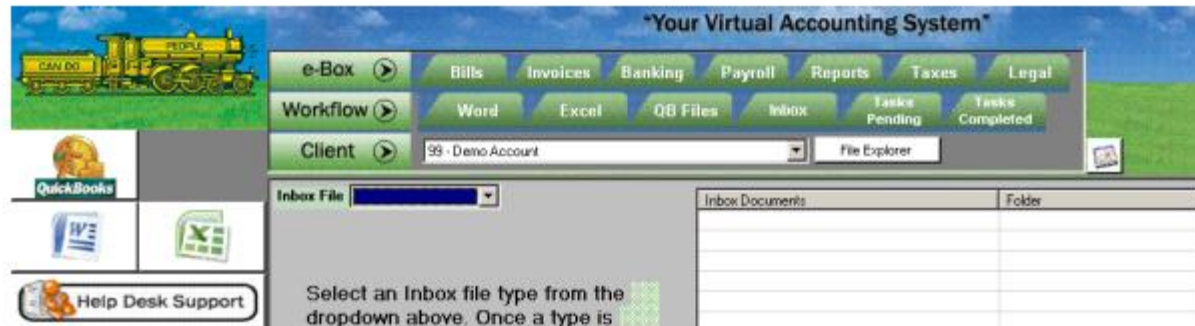 "Your Virtual Accounting System"
PEOPLE
CAN DO
e-Box Bills Invoices Banking Payroll Reports Taxes Legal
Workflow Word Excel QB Files Inbox Tasks Pending Tasks Completed
Client 99 - Demo Account File Explorer
QuickBooks
Inbox File
Inbox Documents Folder
W
X
Help Desk Support
Select an Inbox file type from the
dropdown above. Once a type is